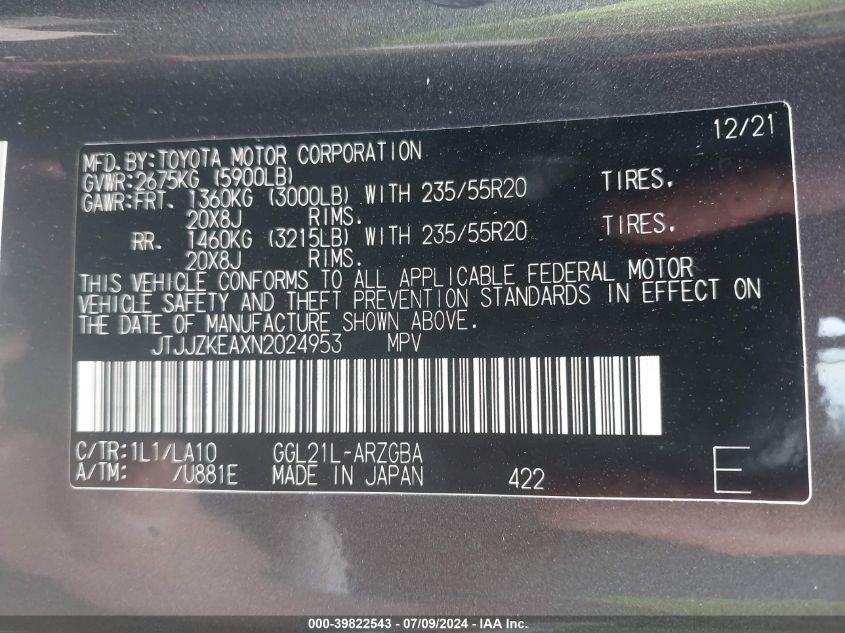 12/21
MFD. BY: TOYOTA MOTOR CORPORATION
GVWR: 2675KG (5900LB)
GAWR: FRT. 1360KG (3000LB) WITH 235/55R20 TIRES.
20X8J RIMS.
RR. 1460KG (3215LB) WITH 235/55R20 TIRES.
20X8J RIMS.
THIS VEHICLE CONFORMS TO ALL APPLICABLE FEDERAL MOTOR
VEHICLE SAFETY AND THEFT PREVENTION STANDARDS IN EFFECT ON
THE DATE OF MANUFACTURE SHOWN ABOVE.
JTJJZKEAXN2024953 MPV
C/TR: 1L1/LA10 GGL21L-ARZGBA
A/TM: /U881E MADE IN JAPAN 422 E
000-39822543 - 07/09/2024 - IAA Inc.